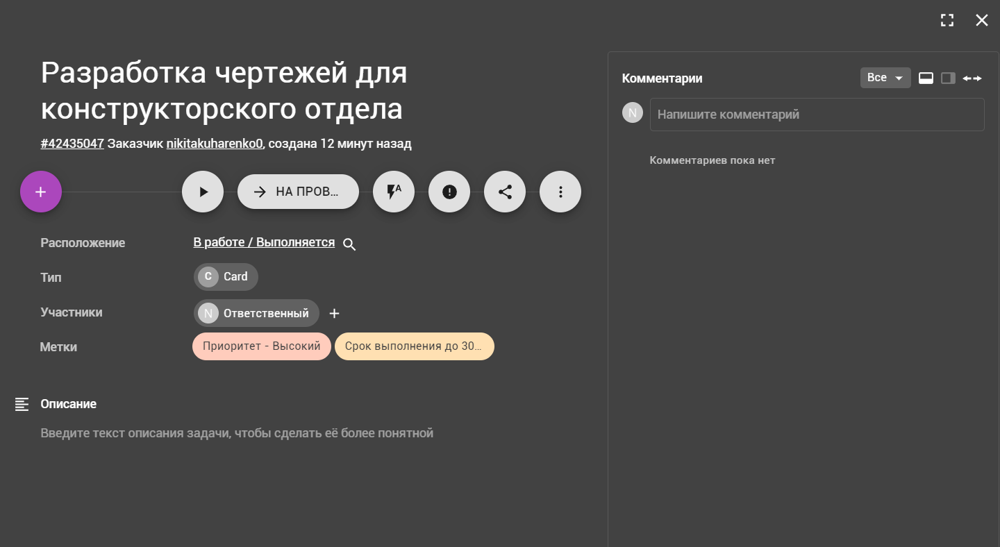 Разработка чертежей для
конструкторского отдела
#42435047 Заказчик nikitakuharenko0, создана 12 минут назад
НА ПРОВ...
A
Расположение
В работе / Выполняется
Тип
C Card
Участники
N Ответственный
Метки
Приоритет - Высокий
Срок выполнения до 30...
Описание
Введите текст описания задачи, чтобы сделать её более понятной
Комментарии
Все
N
Напишите комментарий
Комментариев пока нет